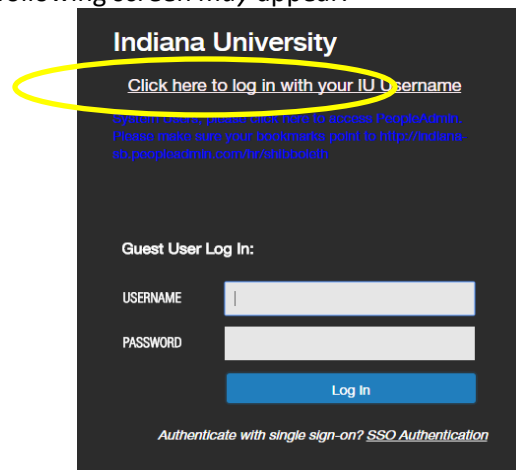 following screen may appear:
Indiana University
Click here to log in with your IU Username
System Users, please click here to access PeopleAdmin.
Please make sure your bookmarks point to http://indiana-
sb.peopleadmin.com/hr/shibboleth
Guest User Log In:
USERNAME
PASSWORD
Log In
Authenticate with single sign-on? SSO Authentication